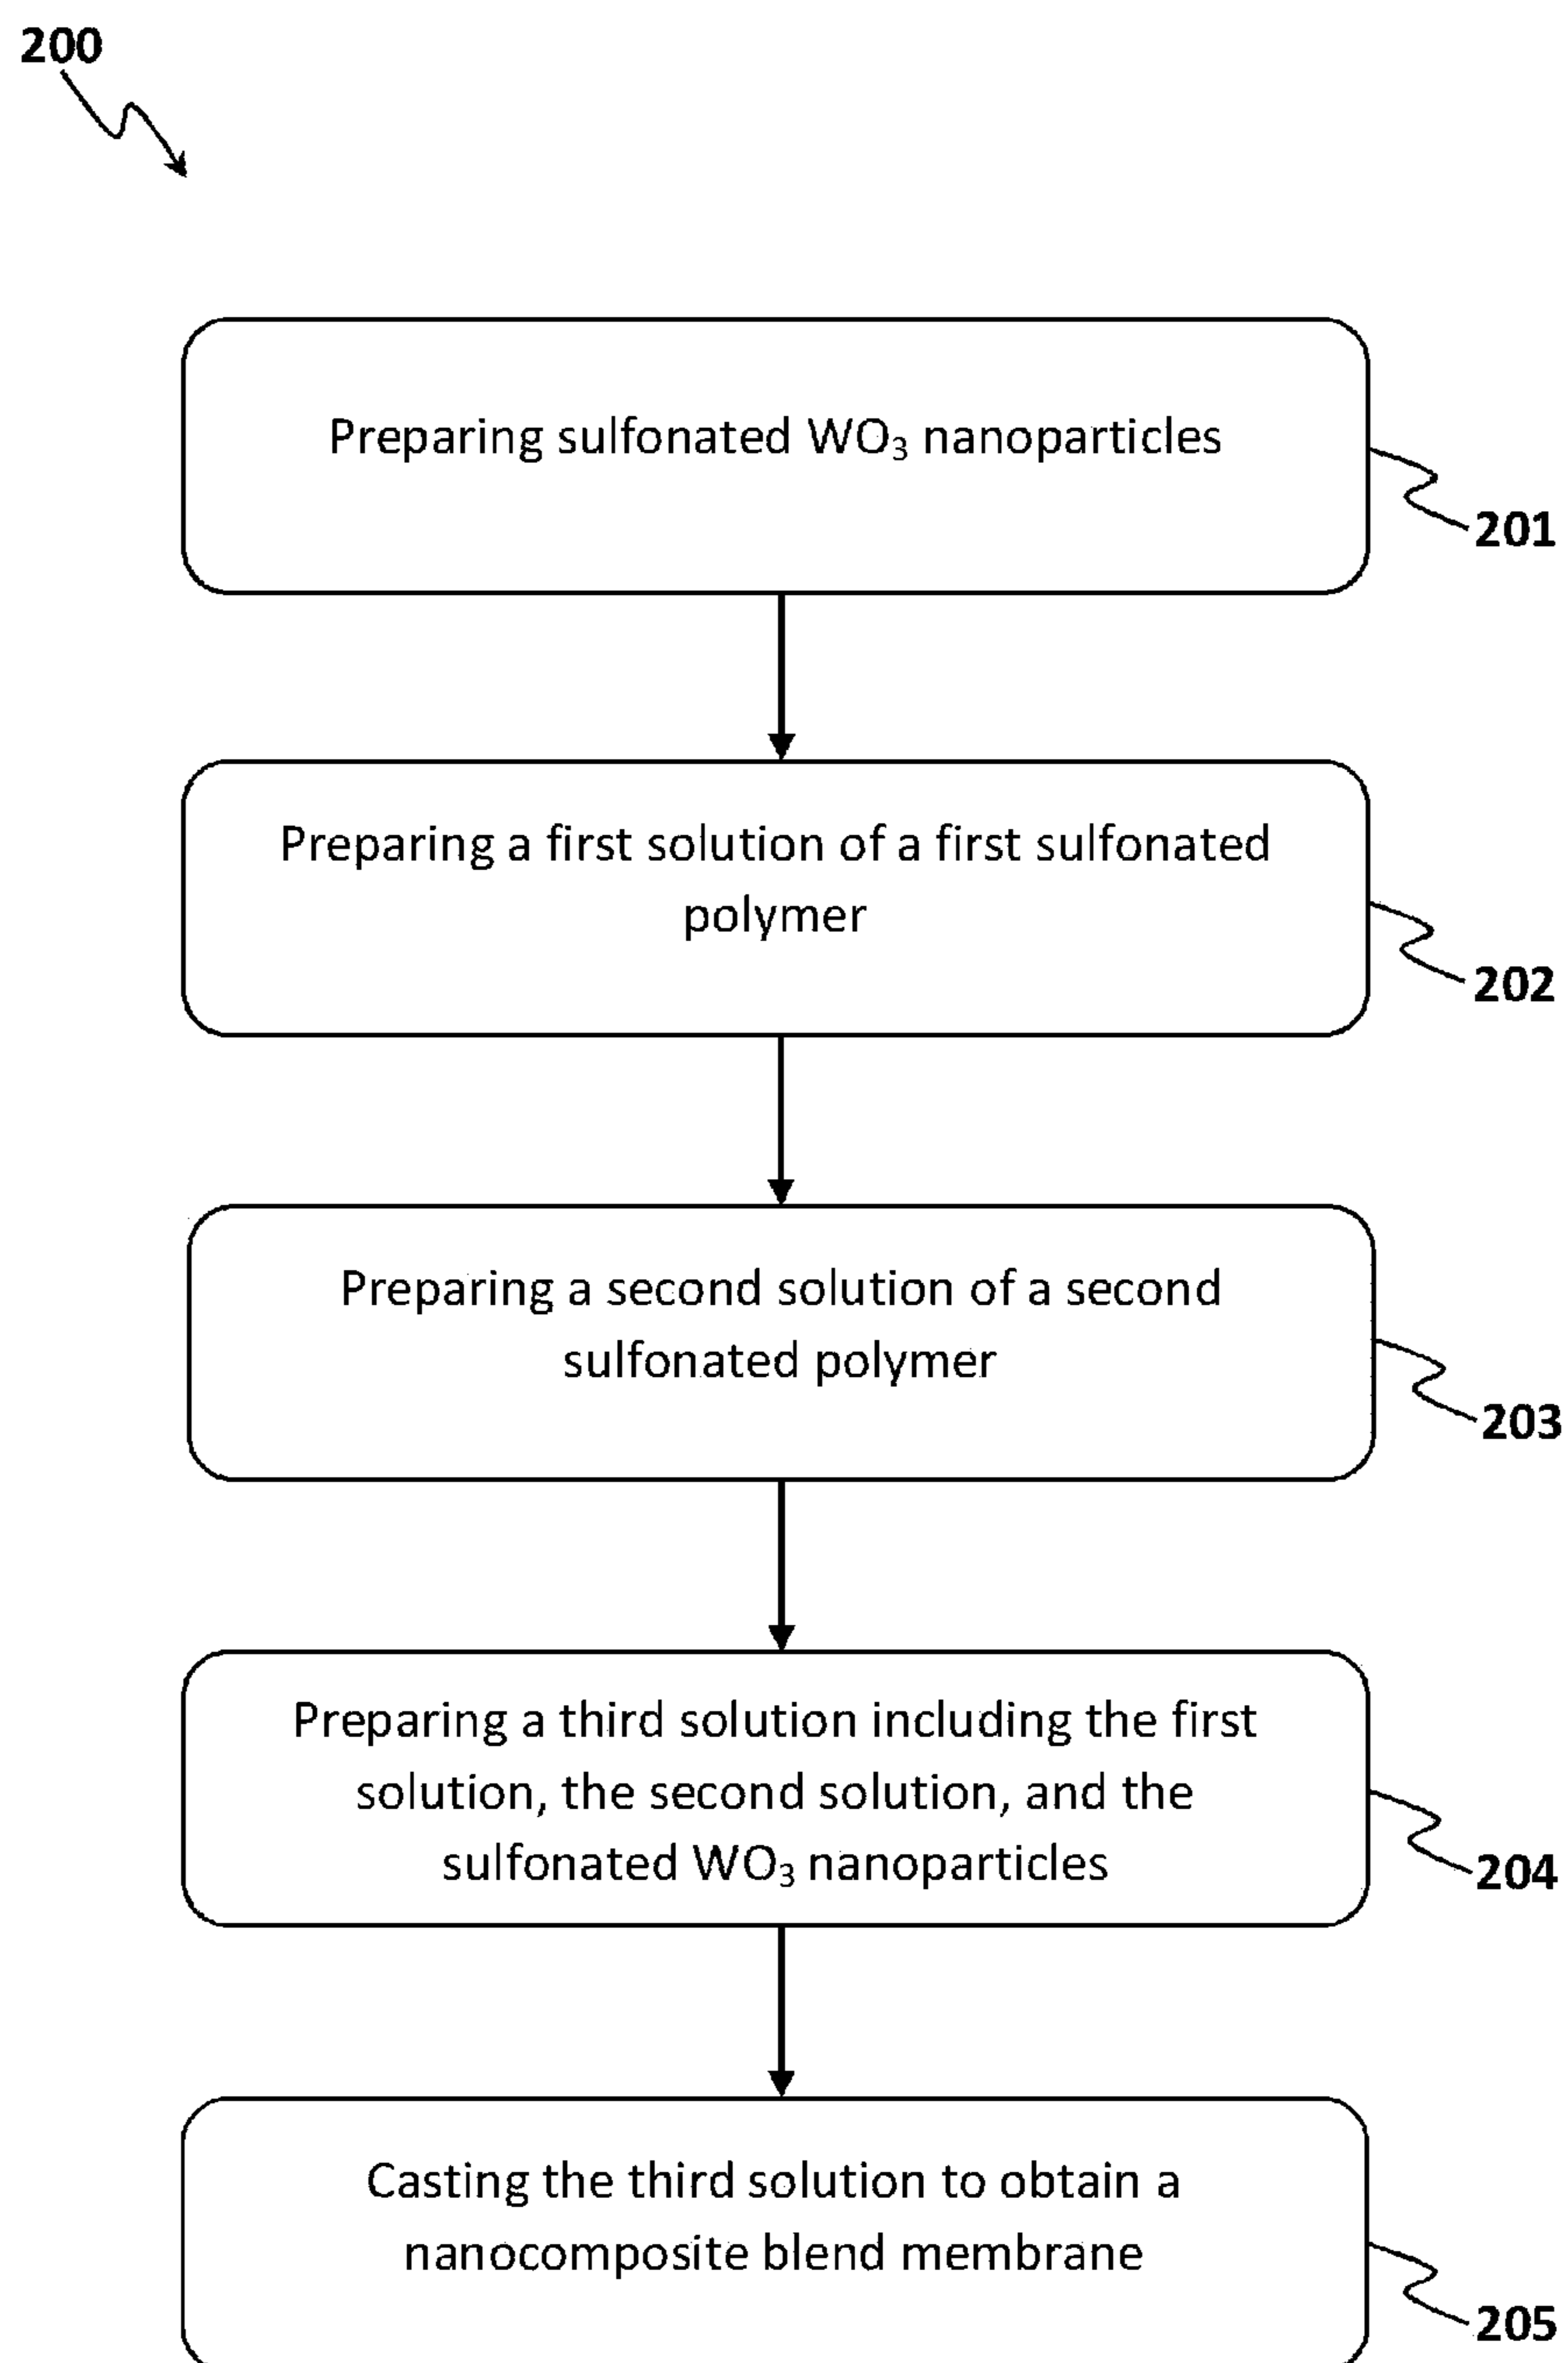 200
Preparing sulfonated WO₃ nanoparticles
201
Preparing a first solution of a first sulfonated
polymer
202
Preparing a second solution of a second
sulfonated polymer
203
Preparing a third solution including the first
solution, the second solution, and the
sulfonated WO₃ nanoparticles
204
Casting the third solution to obtain a
nanocomposite blend membrane
205